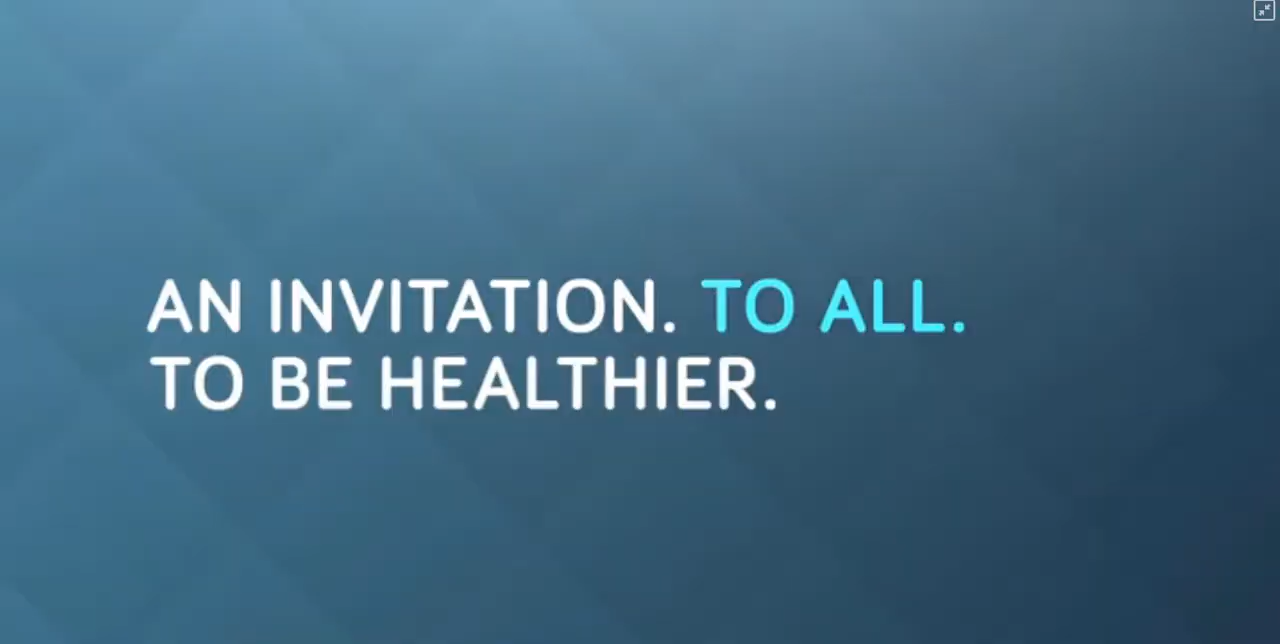 AN INVITATION. TO ALL.
TO BE HEALTHIER.